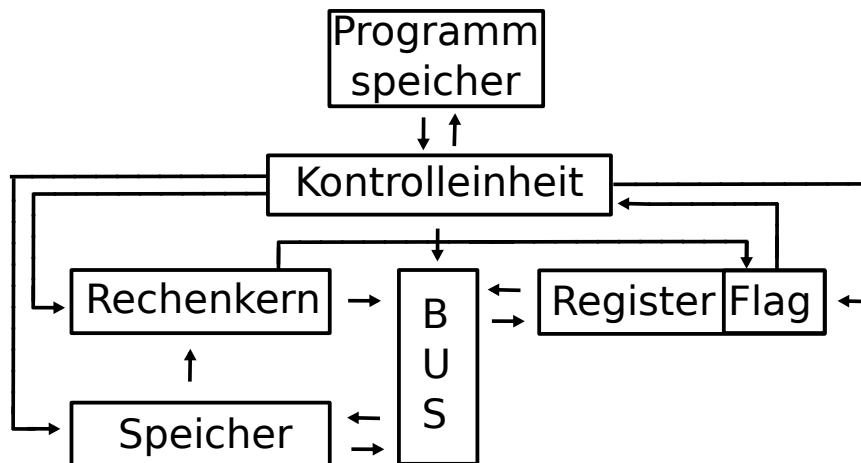 Programm
speicher
Kontrolleinheit
Rechenkern
B
U
S
Register
Flag
Speicher